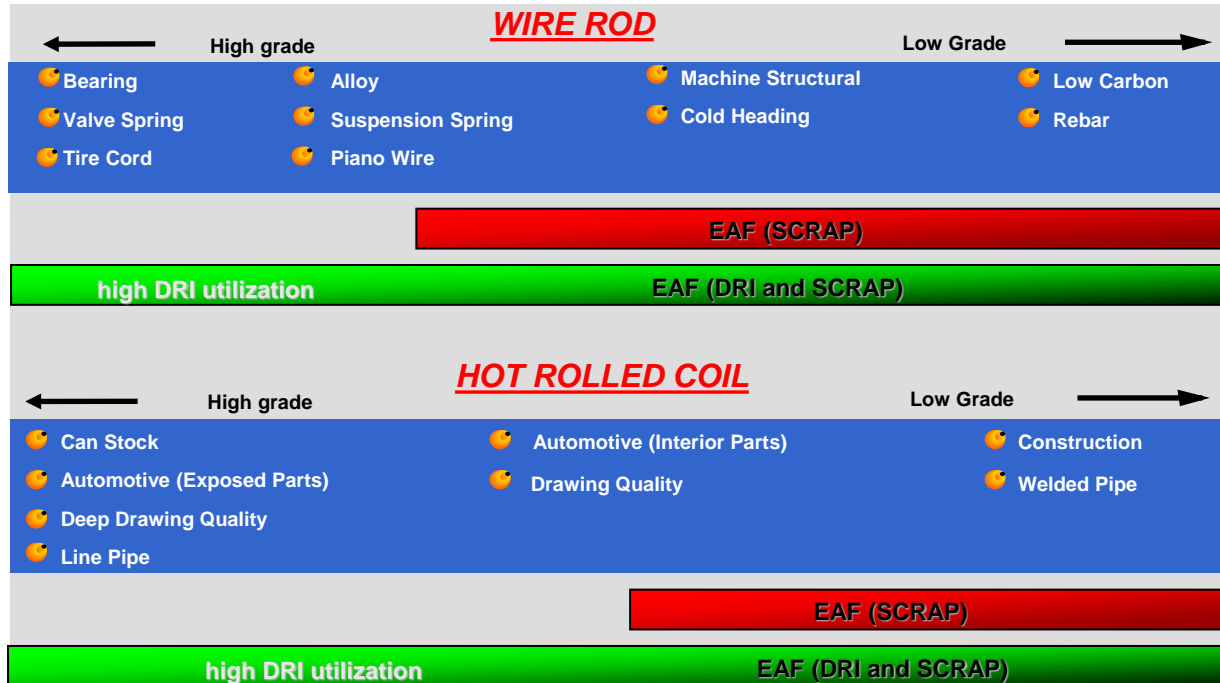 WIRE ROD
High grade
Low Grade
Bearing
Alloy
Machine Structural
Low Carbon
Valve Spring
Suspension Spring
Cold Heading
Rebar
Tire Cord
Piano Wire
EAF (SCRAP)
high DRI utilization
EAF (DRI and SCRAP)
HOT ROLLED COIL
High grade
Low Grade
Can Stock
Automotive (Interior Parts)
Construction
Automotive (Exposed Parts)
Drawing Quality
Welded Pipe
Deep Drawing Quality
Line Pipe
EAF (SCRAP)
high DRI utilization
EAF (DRI and SCRAP)